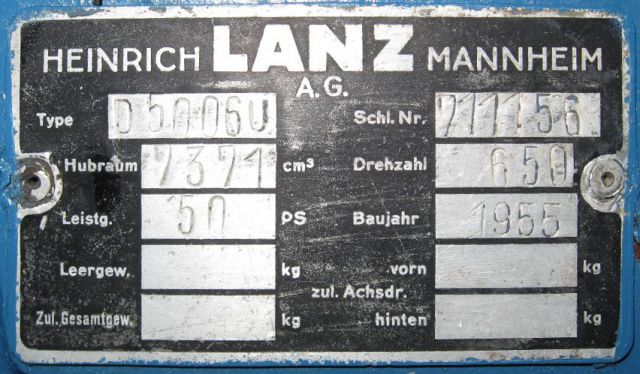 HEINRICH LANZ MANNHEIM
A.G.
Type D5006U Schl. Nr. 711156
Hubraum 7371 cm³ Drehzahl 650
Leistg. 50 PS Baujahr 1955
Leergew. kg vorn kg
zul. Achsdr.
Zul. Gesamtgew. kg hinten kg